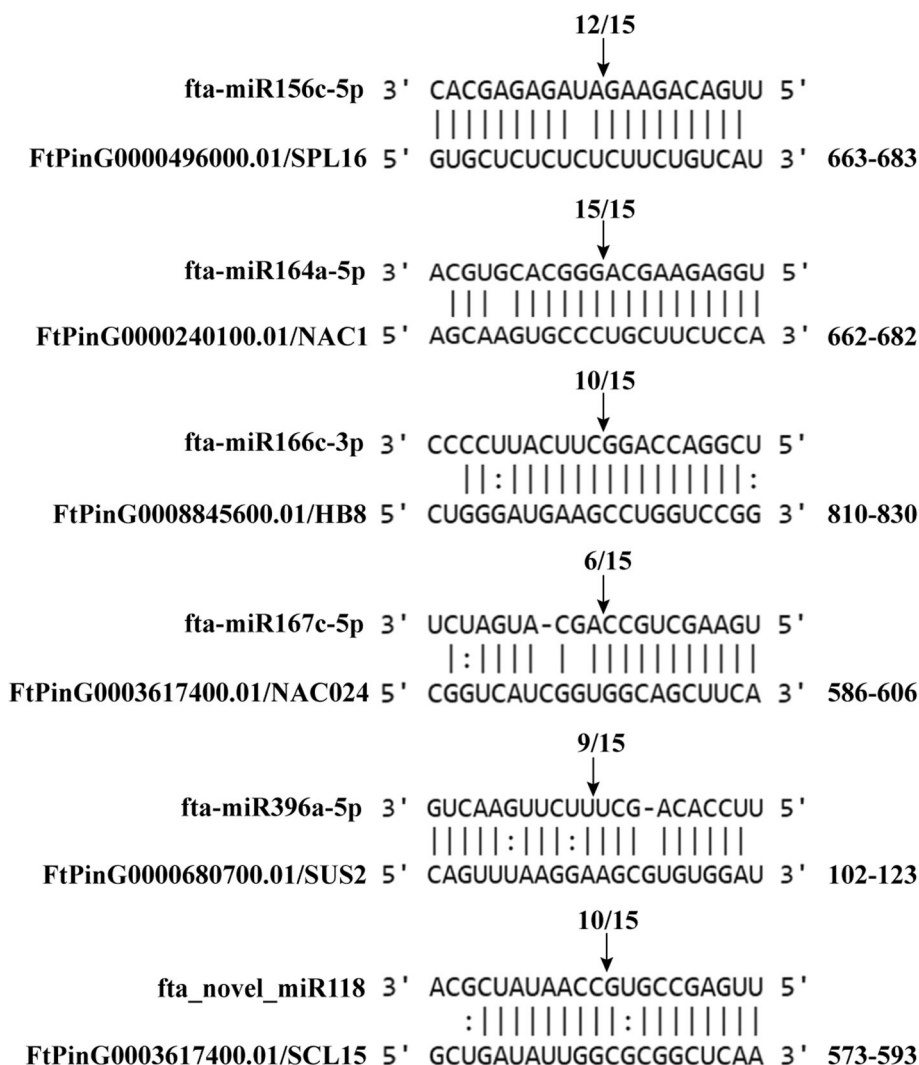 12/15
fta-miR156c-5p 3' CACGAGAGAUAGAAGACAGUU 5'
||||||||| ||||||||||
FtPinG0000496000.01/SPL16 5' GUGCUCUCUCUCUUCUGUCAU 3' 663-683
15/15
fta-miR164a-5p 3' ACGUGCACGGGACGAAGAGGU 5'
||| ||||||||||||||||
FtPinG0000240100.01/NAC1 5' AGCAAGUGCCCUGCUUCUCCA 3' 662-682
10/15
fta-miR166c-3p 3' CCCCUUACUUCGGACCAGGCU 5'
||:|||||||||||||||:
FtPinG0008845600.01/HB8 5' CUGGGAUGAAGCCUGGUCCGG 3' 810-830
6/15
fta-miR167c-5p 3' UCUAGUA-CGACCGUCGAAGU 5'
|:|||| | |||||||||||
FtPinG0003617400.01/NAC024 5' CGGUCAUCGGUGGCAGCUUCA 3' 586-606
9/15
fta-miR396a-5p 3' GUCAAGUUCUUUCG-ACACCUU 5'
|||||:|||:|||| ||||||
FtPinG0000680700.01/SUS2 5' CAGUUUAAGGAAGCGUGUGGAU 3' 102-123
10/15
fta_novel_miR118 3' ACGCUAUAACCGUGCCGAGUU 5'
:|||||||||:||||||||
FtPinG0003617400.01/SCL15 5' GCUGAUAUUGGCGCGGCUCAA 3' 573-593